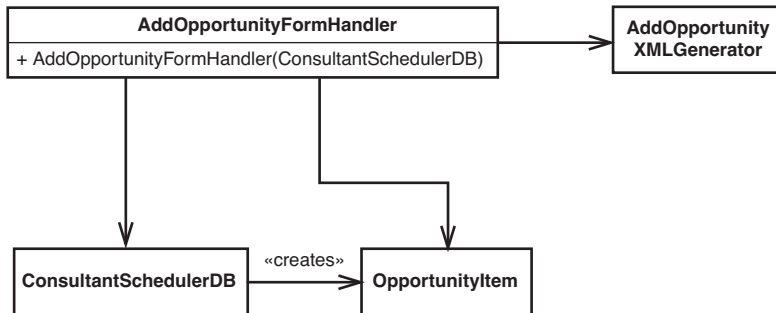 AddOpportunityFormHandler
+ AddOpportunityFormHandler(ConsultantSchedulerDB)
AddOpportunity
XMLGenerator
ConsultantSchedulerDB
«creates»
OpportunityItem